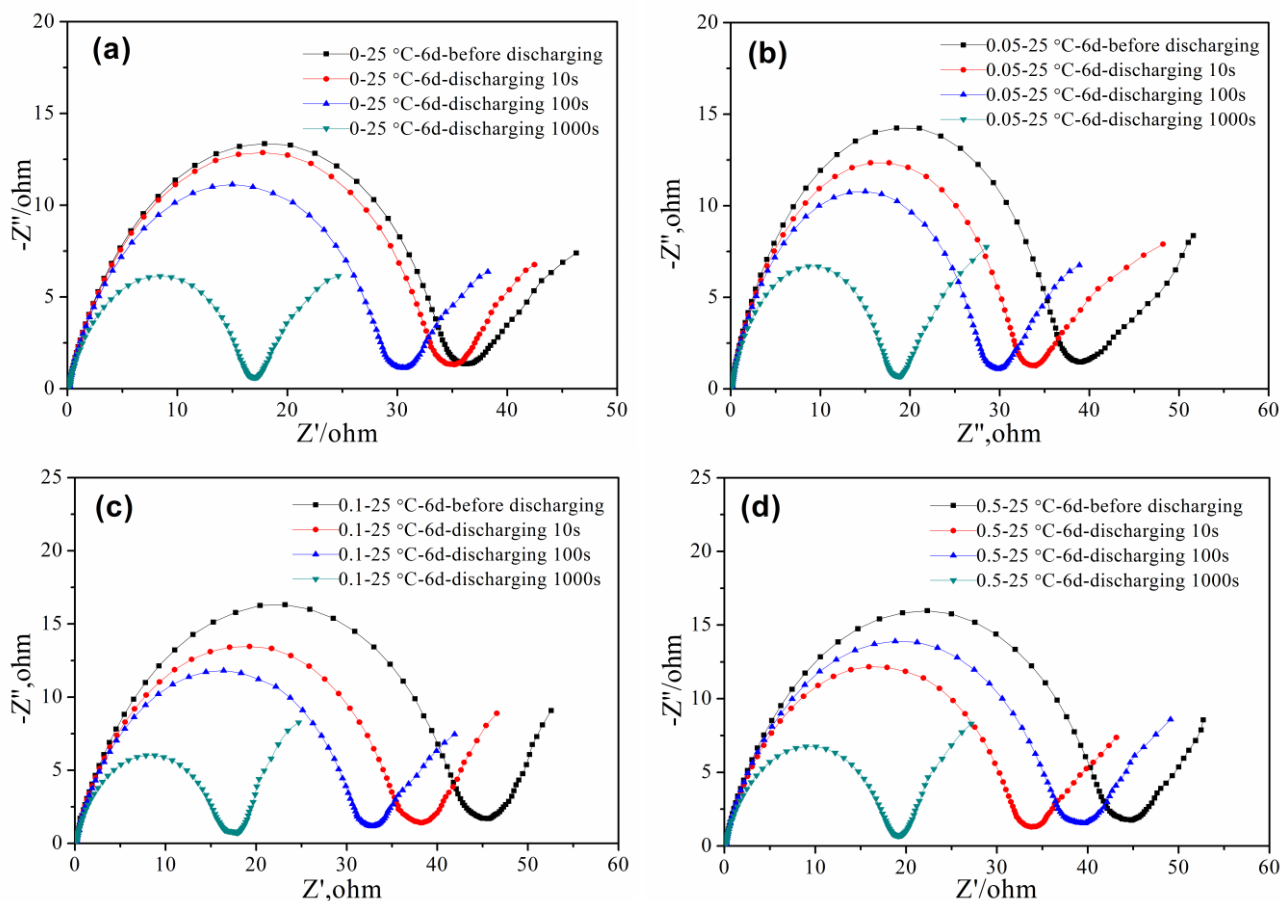 (a)
0-25 °C-6d-before discharging
0-25 °C-6d-discharging 10s
0-25 °C-6d-discharging 100s
0-25 °C-6d-discharging 1000s
-Z''/ohm
20
15
10
5
0
0 10 20 30 40 50
Z'/ohm
(b)
0.05-25 °C-6d-before discharging
0.05-25 °C-6d-discharging 10s
0.05-25 °C-6d-discharging 100s
0.05-25 °C-6d-discharging 1000s
-Z'',ohm
20
15
10
5
0
0 10 20 30 40 50 60
Z'',ohm
(c)
0.1-25 °C-6d-before discharging
0.1-25 °C-6d-discharging 10s
0.1-25 °C-6d-discharging 100s
0.1-25 °C-6d-discharging 1000s
-Z'',ohm
25
20
15
10
5
0
0 10 20 30 40 50 60
Z',ohm
(d)
0.5-25 °C-6d-before discharging
0.5-25 °C-6d-discharging 10s
0.5-25 °C-6d-discharging 100s
0.5-25 °C-6d-discharging 1000s
-Z''/ohm
25
20
15
10
5
0
0 10 20 30 40 50 60
Z'/ohm